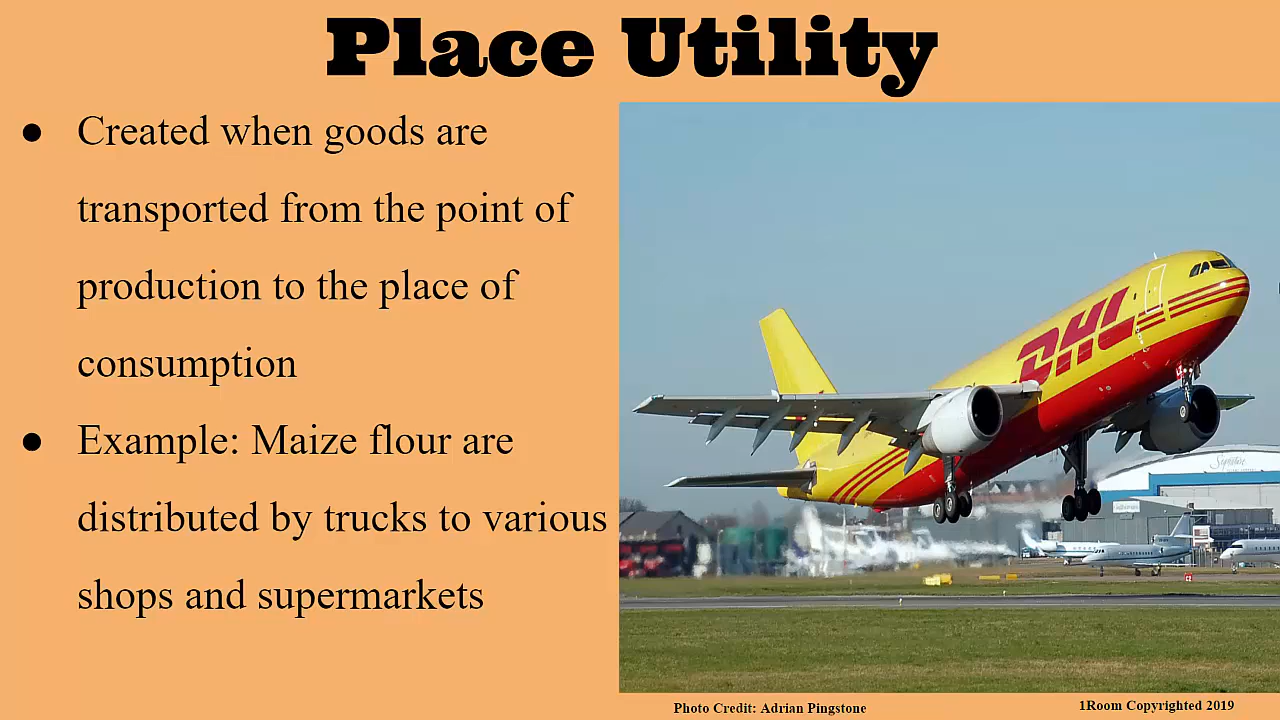 Place Utility
● Created when goods are
transported from the point of
production to the place of
consumption
● Example: Maize flour are
distributed by trucks to various
shops and supermarkets
DHL
Signature
Photo Credit: Adrian Pingstone
1Room Copyrighted 2019